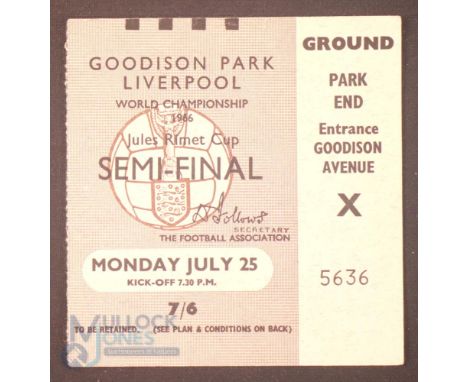 GOODISON PARK
LIVERPOOL
WORLD CHAMPIONSHIP
1966
Jules Rimet Cup
SEMI-FINAL
SECRETARY
THE FOOTBALL ASSOCIATION
MONDAY JULY 25
KICK-OFF 7.30 P.M.
7/6
TO BE RETAINED. (SEE PLAN & CONDITIONS ON BACK)
GROUND
PARK
END
Entrance
GOODISON
AVENUE
X
5636
MULLOCK
JONES